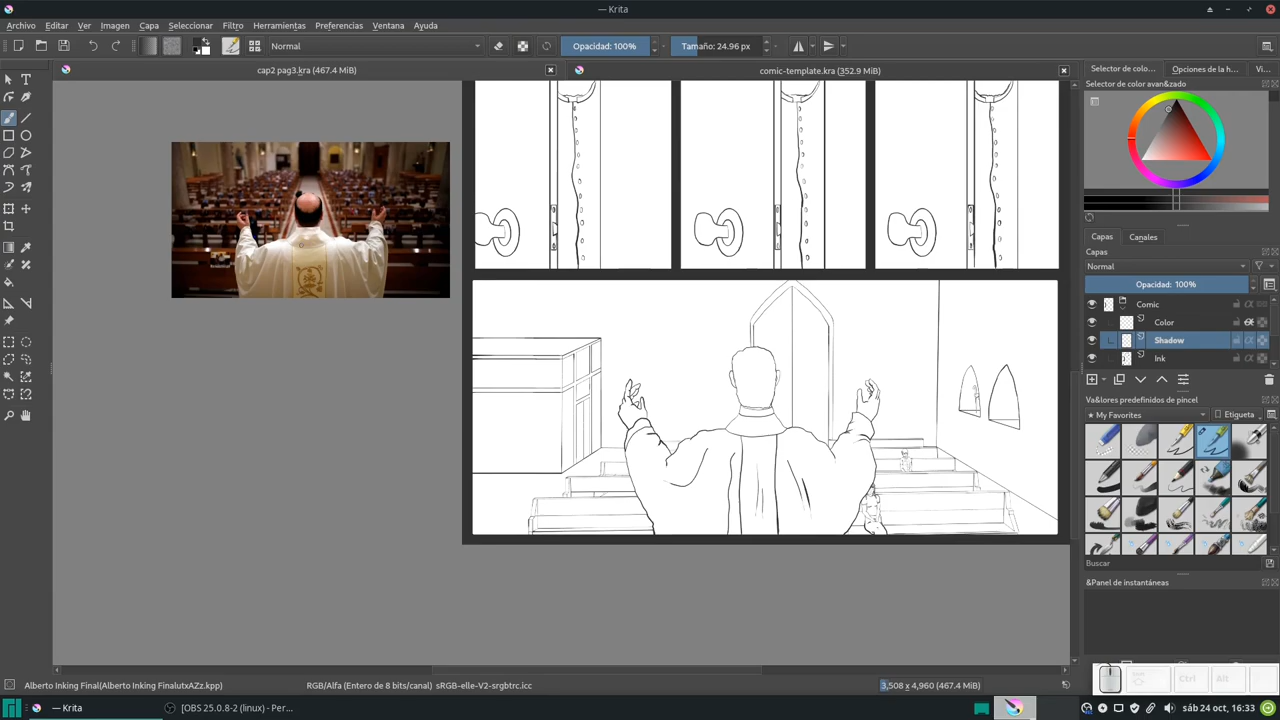 — Krita
Archivo Editar Ver Imagen Capa Seleccionar Filtro Herramientas Preferencias Ventana Ayuda
Normal Opacidad: 100% Tamaño: 24.96 px
cap2 pag3.kra (467.4 MiB) comic-template.kra (352.9 MiB) Selector de colo... Opciones de la h... Vi...
Selector de color avan&zado
Capas Canales
Capas
Normal
Opacidad: 100%
Comic
Color
Shadow
Ink
Va&lores predefinidos de pincel
★ My Favorites Etiqueta
Buscar
&Panel de instantáneas
Ctrl Alt
Alberto Inking Final(Alberto Inking FinalutxAZz.kpp) RGB/Alfa (Entero de 8 bits/canal) sRGB-elle-V2-srgbtrc.icc 3,508 x 4,960 (467.4 MiB)
— Krita [OBS 25.0.8-2 (linux) - Per... sáb 24 oct, 16:33